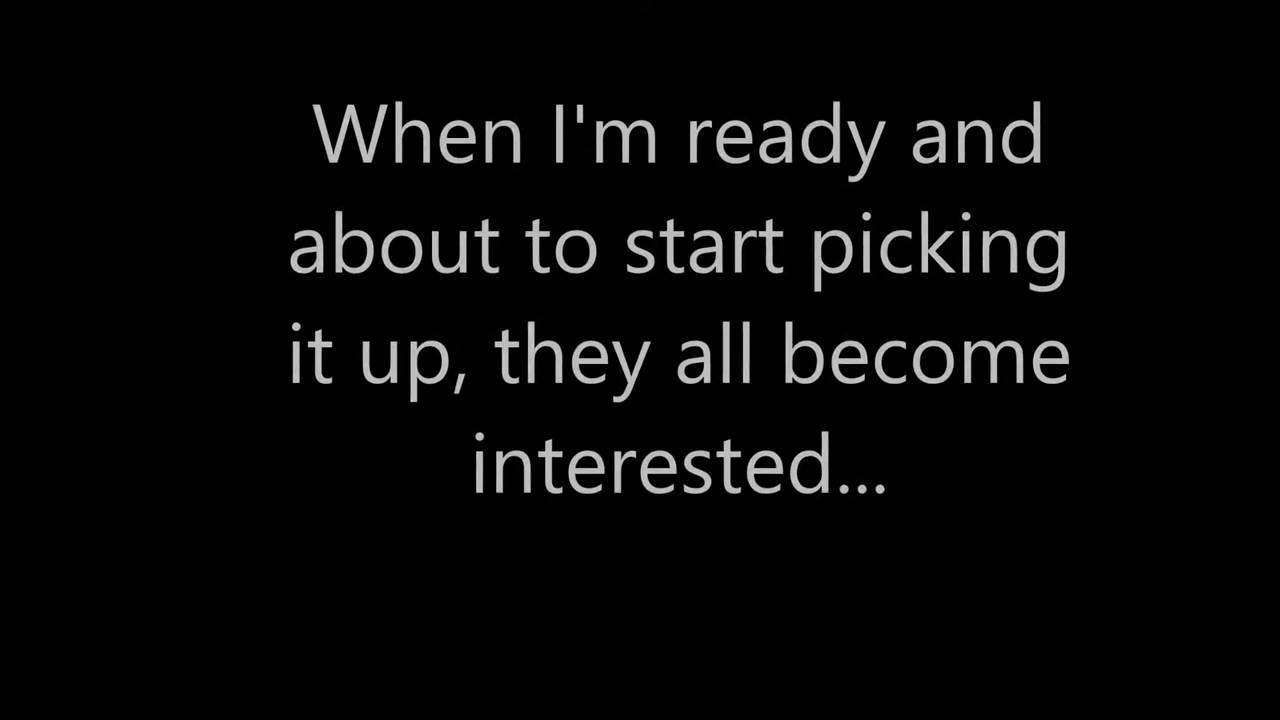 When I'm ready and
about to start picking
it up, they all become
interested...